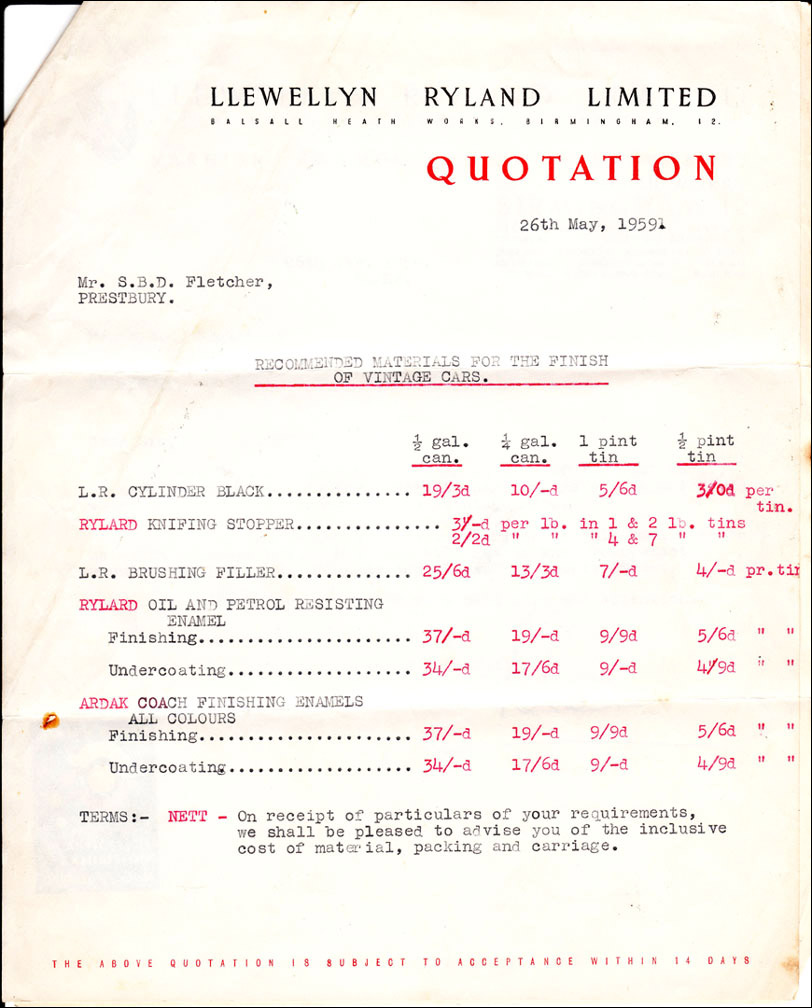 LLEWELLYN RYLAND LIMITED
BALSALL HEATH WORKS, BIRMINGHAM, 12.
QUOTATION
26th May, 1959
Mr. S.B.D. Fletcher,
PRESTBURY.
RECOMMENDED MATERIALS FOR THE FINISH
OF VINTAGE CARS.
½ gal. ¼ gal. 1 pint ½ pint
can. can. tin tin
L.R. CYLINDER BLACK............... 19/3d 10/-d 5/6d 3/0d per
tin.
RYLARD KNIFING STOPPER............... 3/-d per lb. in 1 & 2 lb. tins
2/2d " " " 4 & 7 " "
L.R. BRUSHING FILLER.............. 25/6d 13/3d 7/-d 4/-d pr.tin
RYLARD OIL AND PETROL RESISTING
ENAMEL
Finishing...................... 37/-d 19/-d 9/9d 5/6d " "
Undercoating................... 34/-d 17/6d 9/-d 4/9d " "
ARDAK COACH FINISHING ENAMELS
ALL COLOURS
Finishing...................... 37/-d 19/-d 9/9d 5/6d " "
Undercoating................... 34/-d 17/6d 9/-d 4/9d " "
TERMS:- NETT - On receipt of particulars of your requirements,
we shall be pleased to advise you of the inclusive
cost of material, packing and carriage.
THE ABOVE QUOTATION IS SUBJECT TO ACCEPTANCE WITHIN 14 DAYS